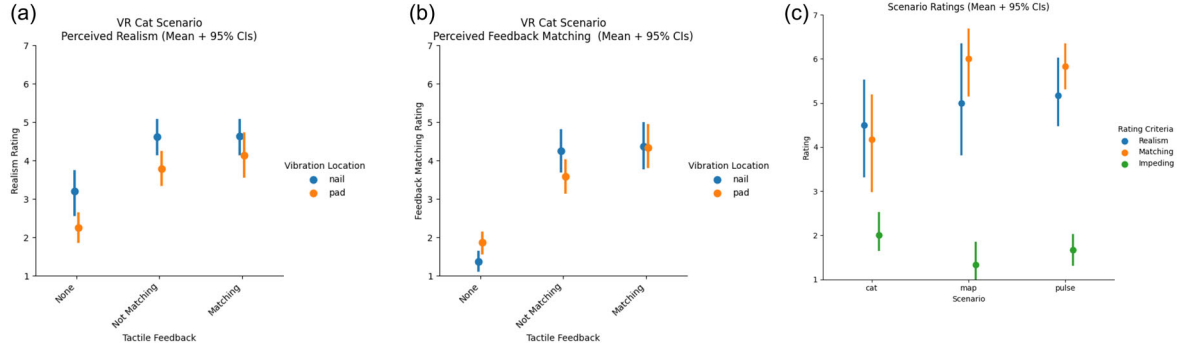 (a)
VR Cat Scenario
Perceived Realism (Mean + 95% CIs)
7
6
5
4
3
2
1
Realism Rating
None
Not Matching
Matching
Tactile Feedback
Vibration Location
nail
pad
(b)
VR Cat Scenario
Perceived Feedback Matching (Mean + 95% CIs)
7
6
5
4
3
2
1
Feedback Matching Rating
None
Not Matching
Matching
Tactile Feedback
Vibration Location
nail
pad
(c)
Scenario Ratings (Mean + 95% CIs)
7
6
5
4
3
2
1
Rating
cat
map
pulse
Scenario
Rating Criteria
Realism
Matching
Impeding